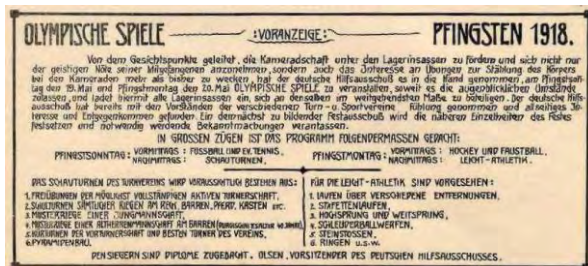 OLYMPISCHE SPIELE :VORANZEIGE: PFINGSTEN 1918.
Von dem Gesichtspunkte geleitet, die Kameradschaft unter den Lagerinsassen zu fördern und sich nicht nur
der geistigen Nöte seiner Mitgefangenen anzunehmen, sondern auch das Interesse an Übungen zur Stählung des Körpers
bei den Kameraden mehr als bisher zu wecken, hat der deutsche Hilfsausschuß es in die Hand genommen, am Pfingstsonn
tag den 19. Mai und Pfingstmontag den 20. Mai OLYMPISCHE SPIELE zu veranstalten, soweit es die augenblicklichen Umstände
zulassen, und ladet hiermit alle Lagerinsassen ein, sich an denselben im weitgehendsten Maße zu beteiligen. Der deutsche Hilfs-
ausschuß hat bereits mit den Vorständen der verschiedenen Turn- u. Sportvereine Fühlung genommen und allseitiges In-
teresse und Entgegenkommen gefunden. Ein demnächst zu bildender Festausschuß wird die näheren Einzelheiten des Festes
festsetzen und notwendig werdende Bekanntmachungen veranlassen.
IN GROSSEN ZÜGEN IST DAS PROGRAMM FOLGENDERMASSEN GEDACHT:
PFINGSTSONNTAG: VORMITTAGS: FUSSBALL UND EV. TENNIS,
NACHMITTAGS: SCHAUTURNEN,
PFINGSTMONTAG: VORMITTAGS: HOCKEY UND FAUSTBALL,
NACHMITTAGS: LEICHT-ATHLETIK.
DAS SCHAUTURNEN DES TURNVEREINS WIRD VORAUSSICHTLICH BESTEHEN AUS:
1. FREIÜBUNGEN DER MÖGLICHST VOLLSTÄNDIGEN AKTIVEN TURNERSCHAFT,
2. SCHULTURNEN SÄMTLICHER RIEGEN AM RECK, BARREN, PFERD, KASTEN etc.
3. MUSTERRIEGE EINER JUNGMANNSCHAFT,
4. MUSTERRIEGE EINER ALTHERRENMANNSCHAFT AM BARREN
5. KÜRTURNEN DER VORTURNERSCHAFT UND BESTEN TURNER DES VEREINS,
6. PYRAMIDENBAU.
FÜR DIE LEICHT-ATHLETIK SIND VORGESEHEN:
1. LAUFEN ÜBER VERSCHIEDENE ENTFERNUNGEN,
2. STAFETTENLAUFEN,
3. HOCHSPRUNG UND WEITSPRUNG,
4. SCHLEUDERBALLWERFEN,
5. STEINSTOSSEN,
6. RINGEN u.s.w.
DEN SIEGERN SIND DIPLOME ZUGEDACHT. OLSEN, VORSITZENDER DES DEUTSCHEN HILFSAUSSCHUSSES.